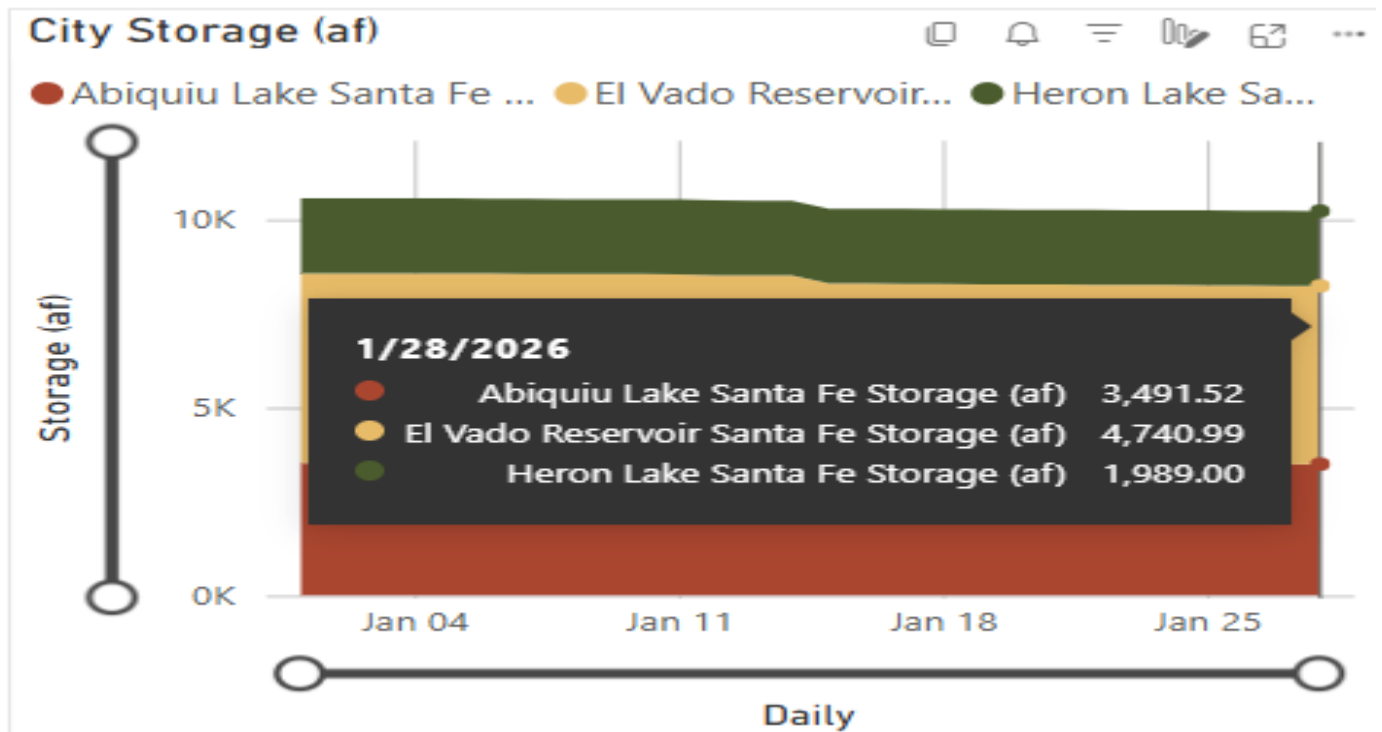 City Storage (af)
Abiquiu Lake Santa Fe ... El Vado Reservoir... Heron Lake Sa...
10K
5K
0K
Storage (af)
1/28/2026
Abiquiu Lake Santa Fe Storage (af) 3,491.52
El Vado Reservoir Santa Fe Storage (af) 4,740.99
Heron Lake Santa Fe Storage (af) 1,989.00
Jan 04 Jan 11 Jan 18 Jan 25
Daily